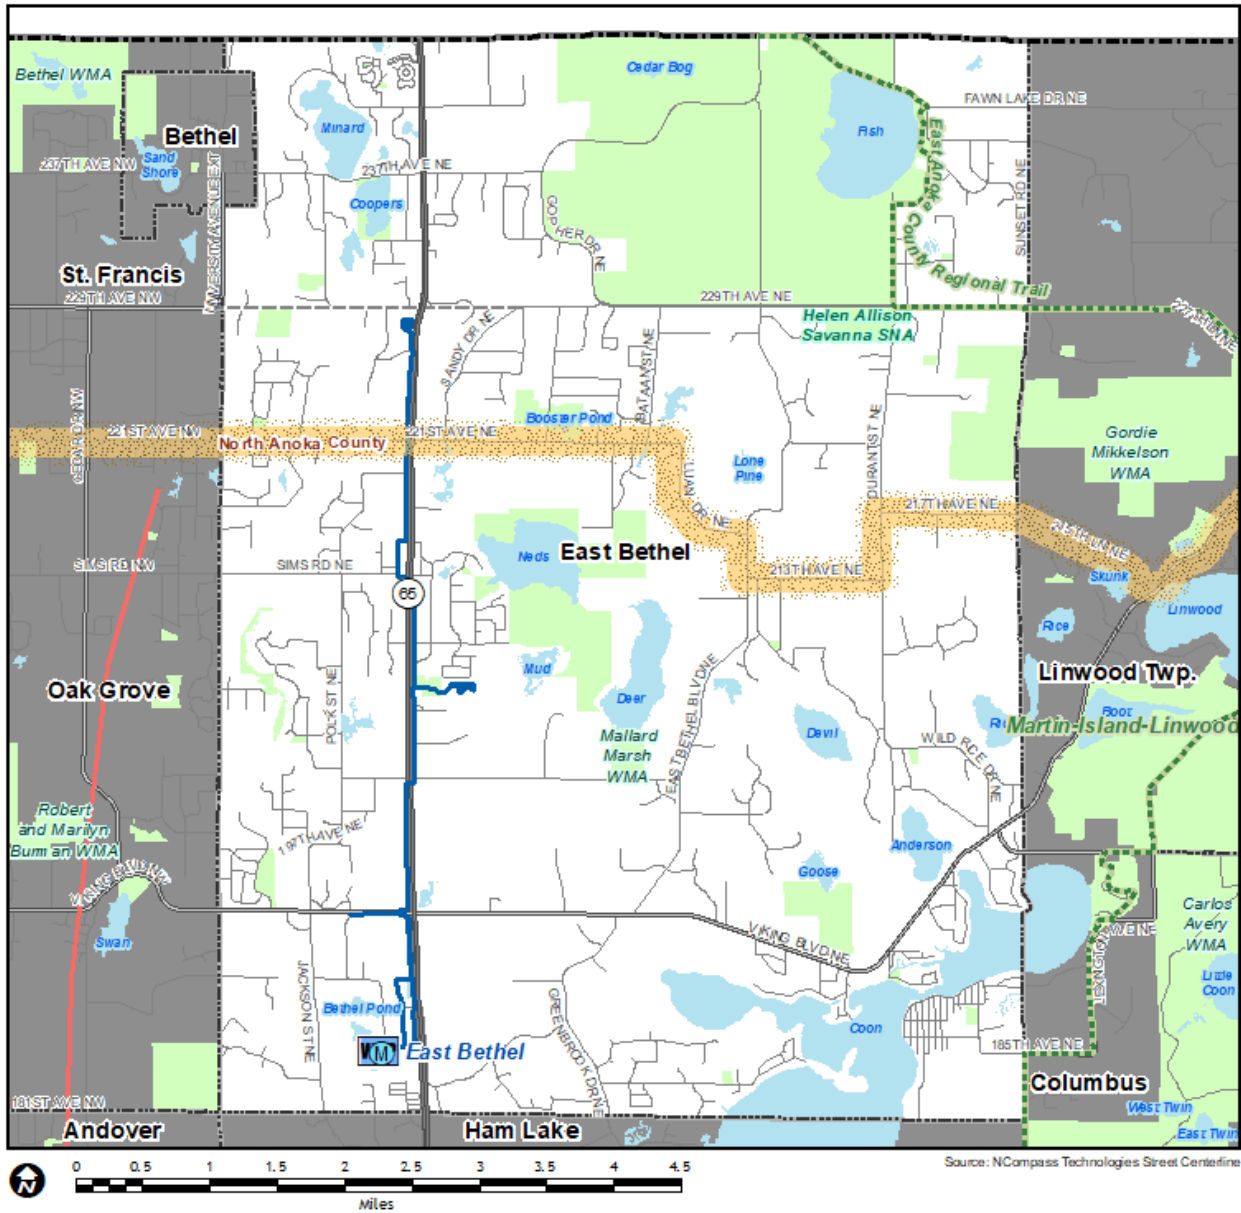 Bethel WMA
Cedar Bog
FAWN LAKE DR NE
Bethel
Minard
Fish
East Anoka County Regional Trail
237TH AVE NW
Sand
Shore
237TH AVE NE
Coopers
GOPHER DR NE
SUNSET RD NE
St. Francis
229TH AVE NW
229TH AVE NE
Helen Allison
Savanna SNA
SANDY DR NE
BATAAN ST NE
Booster Pond
221ST AVE NW
North Anoka County
221ST AVE NE
Gordie
Mikkelson
WMA
Lone
Pine
DURANT ST NE
217TH AVE NE
LUAN DR NE
215TH LN NE
SIMS RD NW
SIMS RD NE
Neds
East Bethel
213TH AVE NE
Skunk
65
Linwood
Rice
Oak Grove
POLK ST NE
Mud
Deer
EAST BETHEL BLVD NE
Linwood Twp.
Boot
Devil
Martin-Island-Linwood
Mallard
Marsh
WMA
WILD RICE DR NE
Robert
and Marilyn
Burman WMA
197TH AVE NE
Anderson
Goose
VIKING BLVD NW
Carlos
Avery
WMA
Swan
VIKING BLVD NE
JACKSON ST NE
Little
Coon
Bethel Pond
GREENBROOK DR NE
Coon
M
East Bethel
185TH AVE NE
Columbus
181ST AVE NW
West Twin
East Twin
Andover
Ham Lake
N
0 0.5 1 1.5 2 2.5 3 3.5 4 4.5
Miles
Source: NCompass Technologies Street Centerline